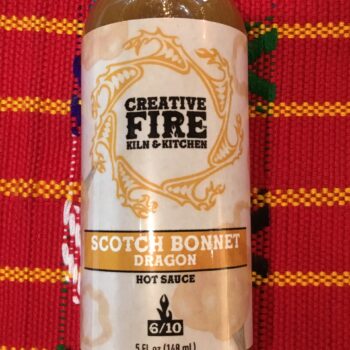 CREATIVE
FIRE
KILN & KITCHEN
SCOTCH BONNET
DRAGON
HOT SAUCE
6/10
5 FL oz (148 mL)